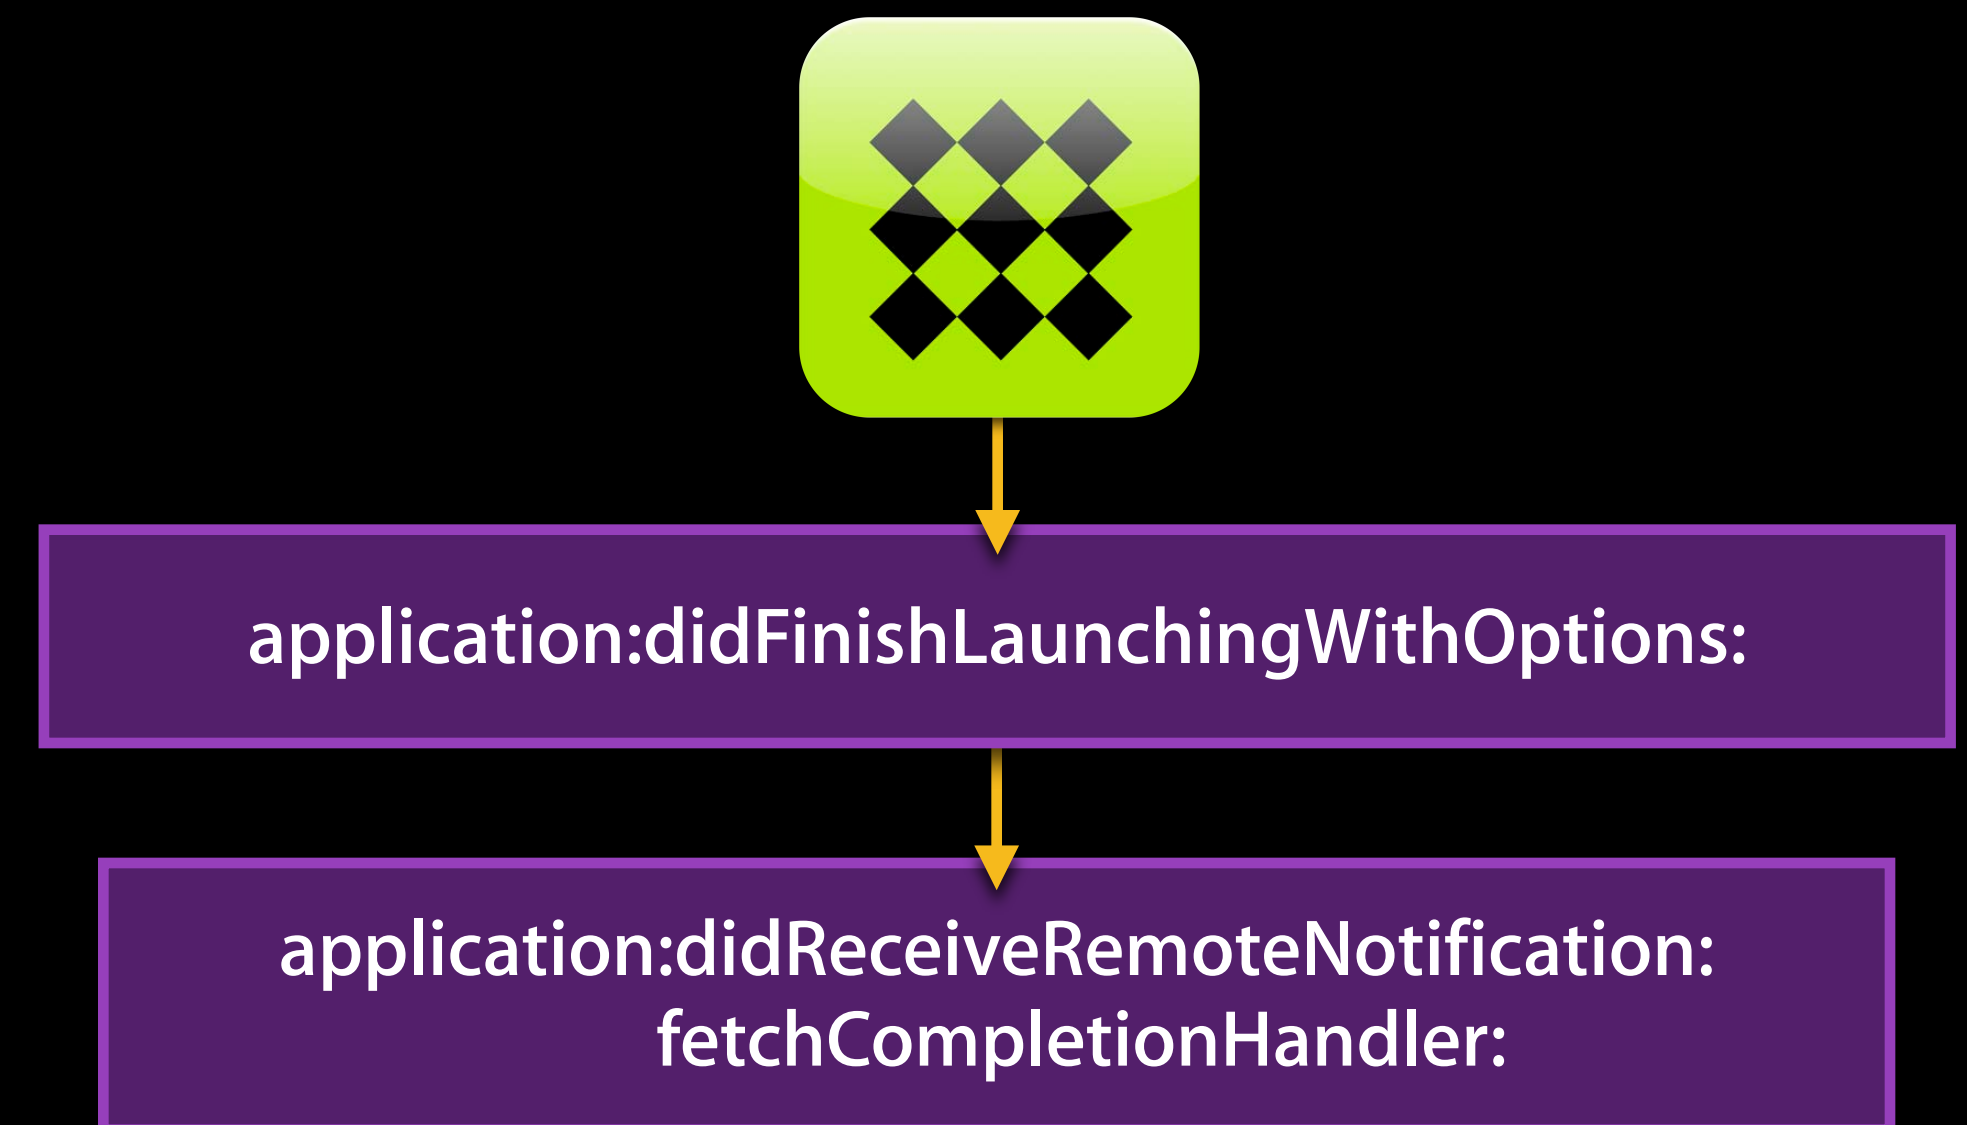 application:didFinishLaunchingWithOptions:
application:didReceiveRemoteNotification:
fetchCompletionHandler: